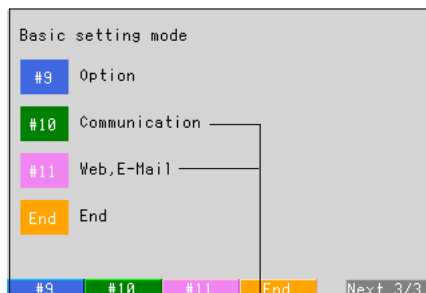 Basic setting mode
#9 Option
#10 Communication
#11 Web,E-Mail
End End
#9 #10 #11 End Next 3/3